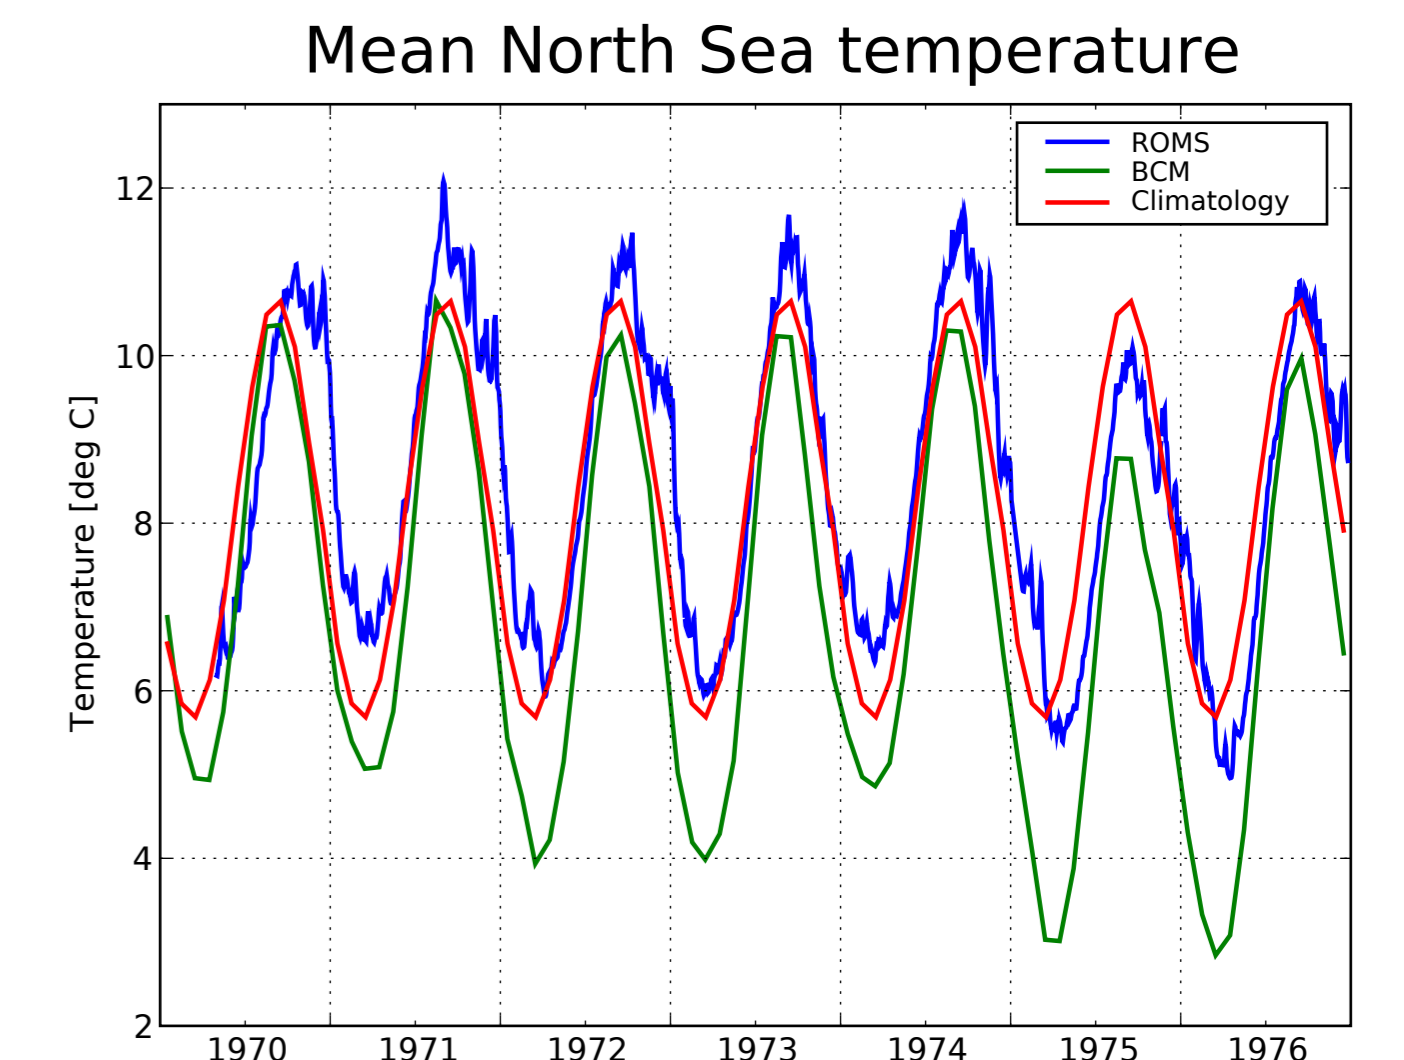 Mean North Sea temperature
ROMS
BCM
Climatology
Temperature [deg C]
12
10
8
6
4
2
1970 1971 1972 1973 1974 1975 1976